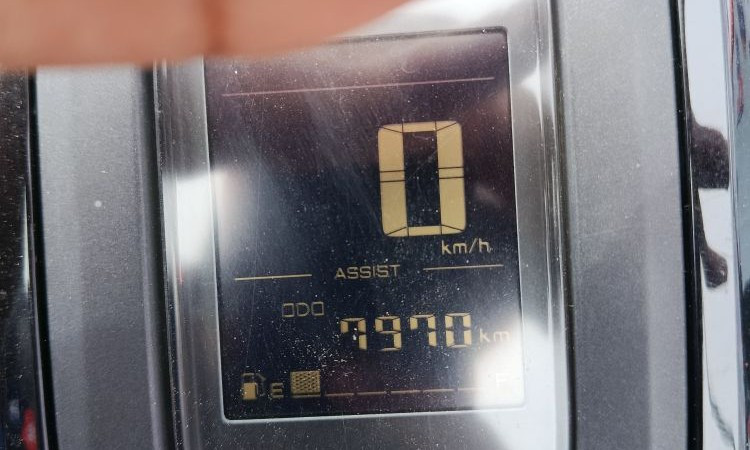 0
km/h
ASSIST
ODO
7970 km
E F